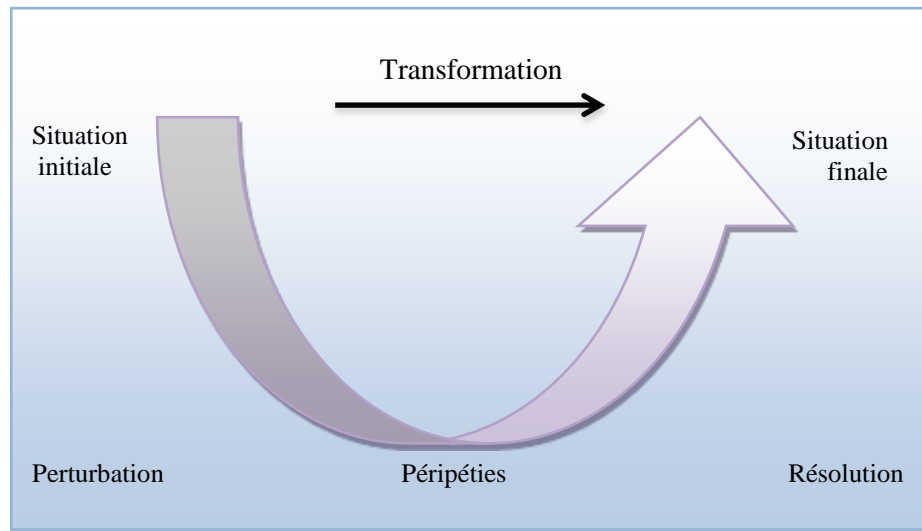 Transformation
Situation
initiale
Situation
finale
Perturbation
Péripéties
Résolution